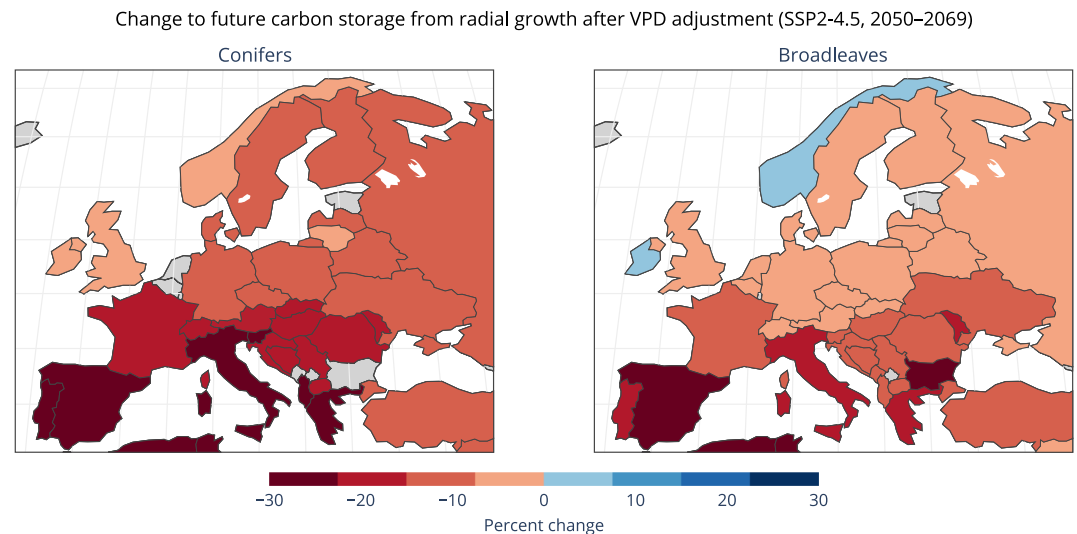 Change to future carbon storage from radial growth after VPD adjustment (SSP2-4.5, 2050–2069)
Conifers
Broadleaves
−30 −20 −10 0 10 20 30
Percent change